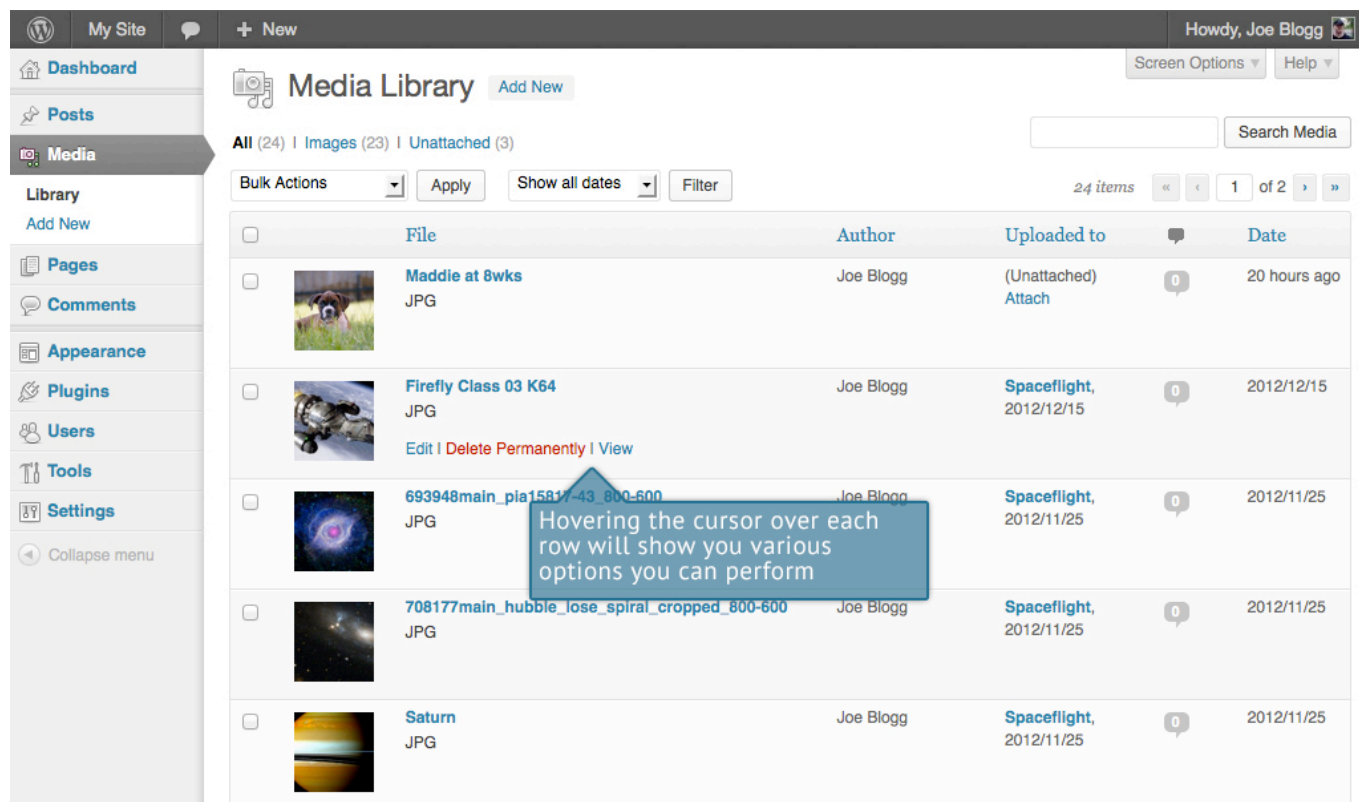 My Site + New Howdy, Joe Blogg
Dashboard
Posts
Media
Library
Add New
Pages
Comments
Appearance
Plugins
Users
Tools
Settings
Collapse menu
Screen Options Help
Media Library Add New
All (24) | Images (23) | Unattached (3)
Search Media
Bulk Actions Apply Show all dates Filter 24 items « ‹ 1 of 2 › »
File Author Uploaded to Date
Maddie at 8wks Joe Blogg (Unattached) 0 20 hours ago
JPG Attach
Firefly Class 03 K64 Joe Blogg Spaceflight, 0 2012/12/15
JPG 2012/12/15
Edit | Delete Permanently | View
693948main_pia15817-43_800-600 Joe Blogg Spaceflight, 0 2012/11/25
JPG 2012/11/25
Hovering the cursor over each
row will show you various
options you can perform
708177main_hubble_lose_spiral_cropped_800-600 Joe Blogg Spaceflight, 0 2012/11/25
JPG 2012/11/25
Saturn Joe Blogg Spaceflight, 0 2012/11/25
JPG 2012/11/25